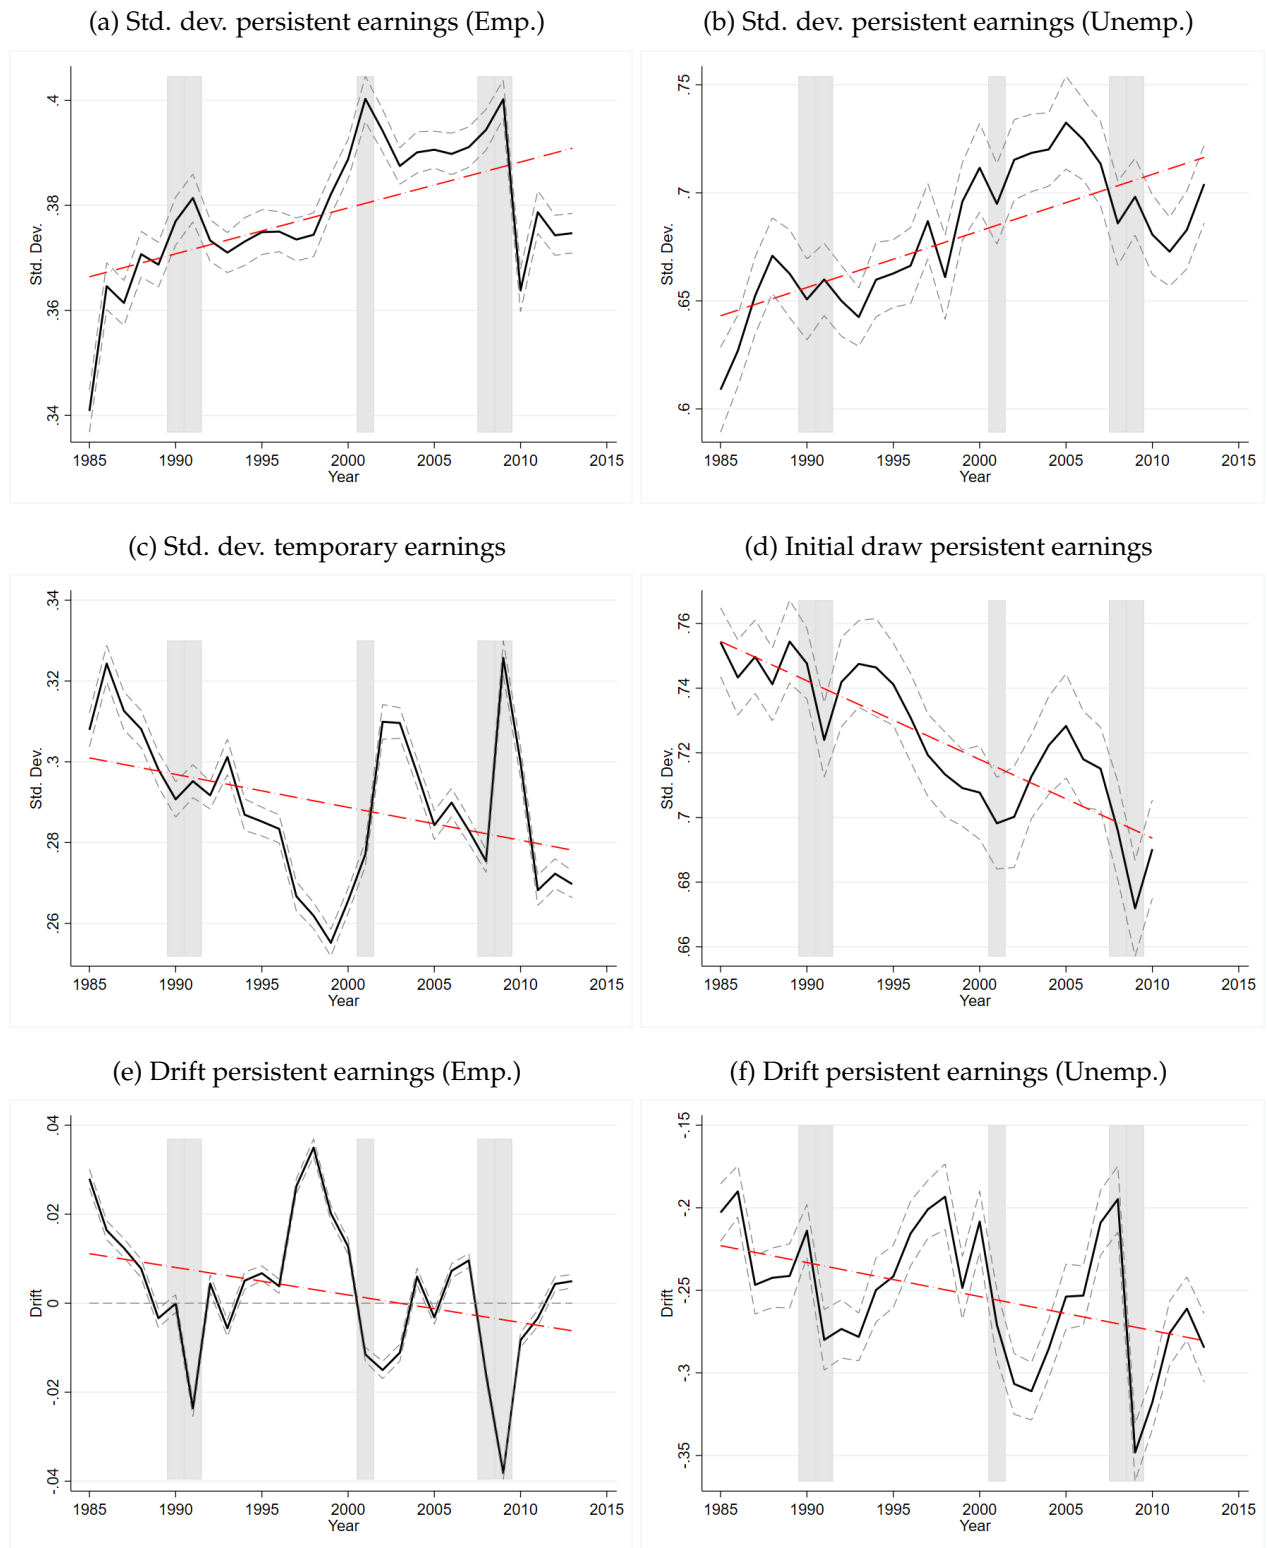 (a) Std. dev. persistent earnings (Emp.)
Std. Dev.
.4
.38
.36
.34
1985 1990 1995 2000 2005 2010 2015
Year
(b) Std. dev. persistent earnings (Unemp.)
Std. Dev.
.75
.7
.65
.6
1985 1990 1995 2000 2005 2010 2015
Year
(c) Std. dev. temporary earnings
Std. Dev.
.34
.32
.3
.28
.26
1985 1990 1995 2000 2005 2010 2015
Year
(d) Initial draw persistent earnings
Std. Dev.
.76
.74
.72
.7
.68
.66
1985 1990 1995 2000 2005 2010 2015
Year
(e) Drift persistent earnings (Emp.)
Drift
.04
.02
0
-.02
-.04
1985 1990 1995 2000 2005 2010 2015
Year
(f) Drift persistent earnings (Unemp.)
Drift
-.15
-.2
-.25
-.3
-.35
1985 1990 1995 2000 2005 2010 2015
Year